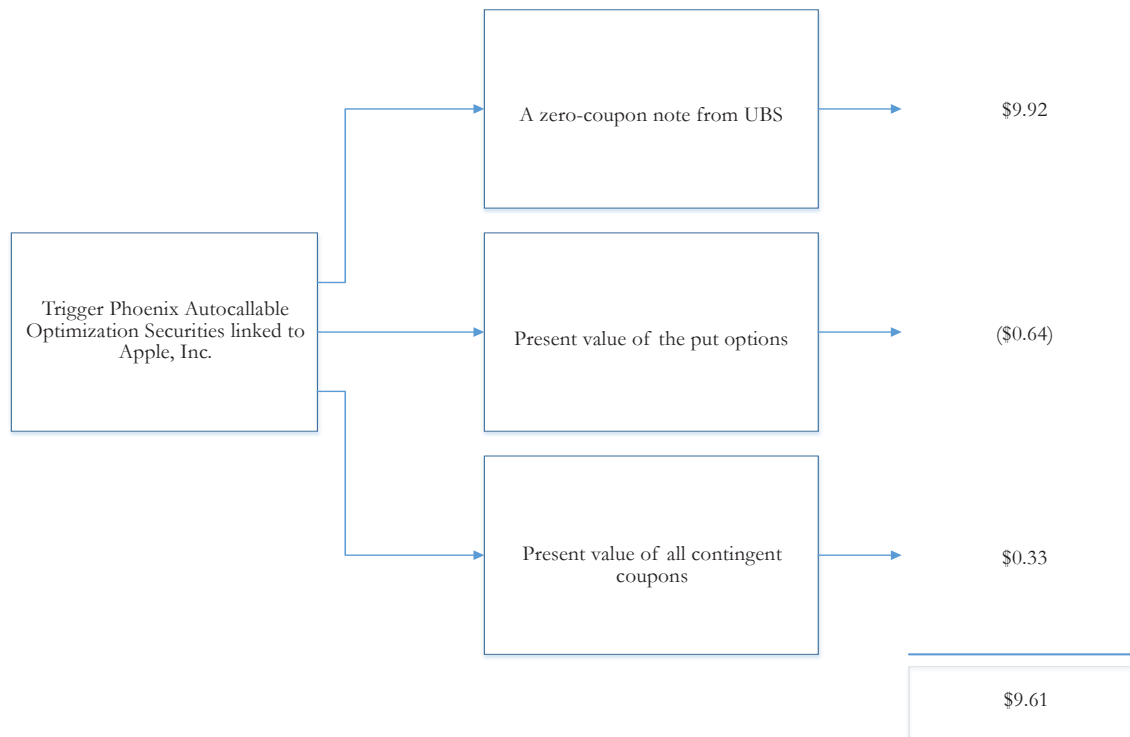 A zero-coupon note from UBS
$9.92
Trigger Phoenix Autocallable
Optimization Securities linked to
Apple, Inc.
Present value of the put options
($0.64)
Present value of all contingent
coupons
$0.33
$9.61